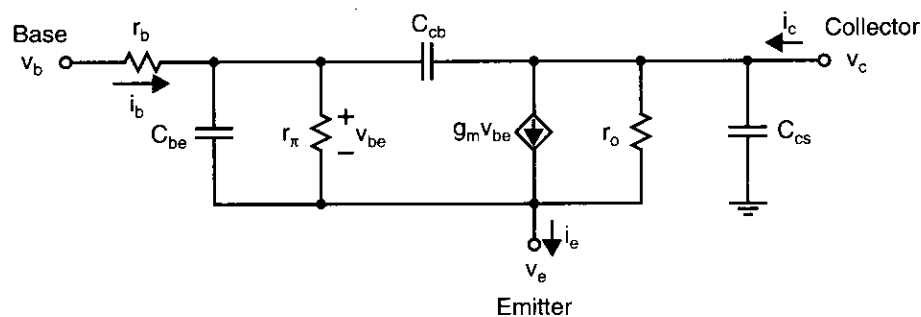 Base
v_b
r_b
i_b
C_be
r_π
+
v_be
−
C_cb
g_m v_be
r_o
C_cs
i_c
Collector
v_c
i_e
v_e
Emitter